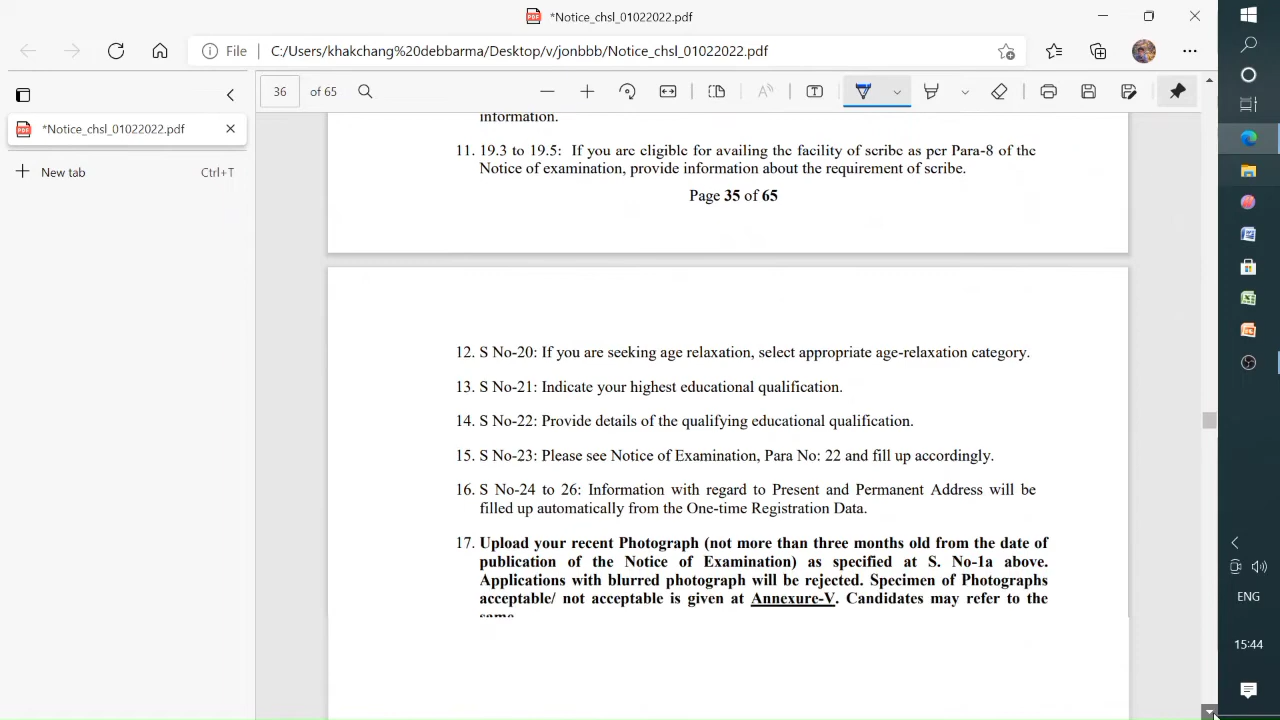 *Notice_chsl_01022022.pdf
File
C:/Users/khakchang%20debbarma/Desktop/v/jonbbb/Notice_chsl_01022022.pdf
36 of 65
*Notice_chsl_01022022.pdf
New tab Ctrl+T
information.
11. 19.3 to 19.5: If you are eligible for availing the facility of scribe as per Para-8 of the
Notice of examination, provide information about the requirement of scribe.
Page 35 of 65
12. S No-20: If you are seeking age relaxation, select appropriate age-relaxation category.
13. S No-21: Indicate your highest educational qualification.
14. S No-22: Provide details of the qualifying educational qualification.
15. S No-23: Please see Notice of Examination, Para No: 22 and fill up accordingly.
16. S No-24 to 26: Information with regard to Present and Permanent Address will be
filled up automatically from the One-time Registration Data.
17. Upload your recent Photograph (not more than three months old from the date of
publication of the Notice of Examination) as specified at S. No-1a above.
Applications with blurred photograph will be rejected. Specimen of Photographs
acceptable/ not acceptable is given at Annexure-V. Candidates may refer to the
same.
ENG
15:44